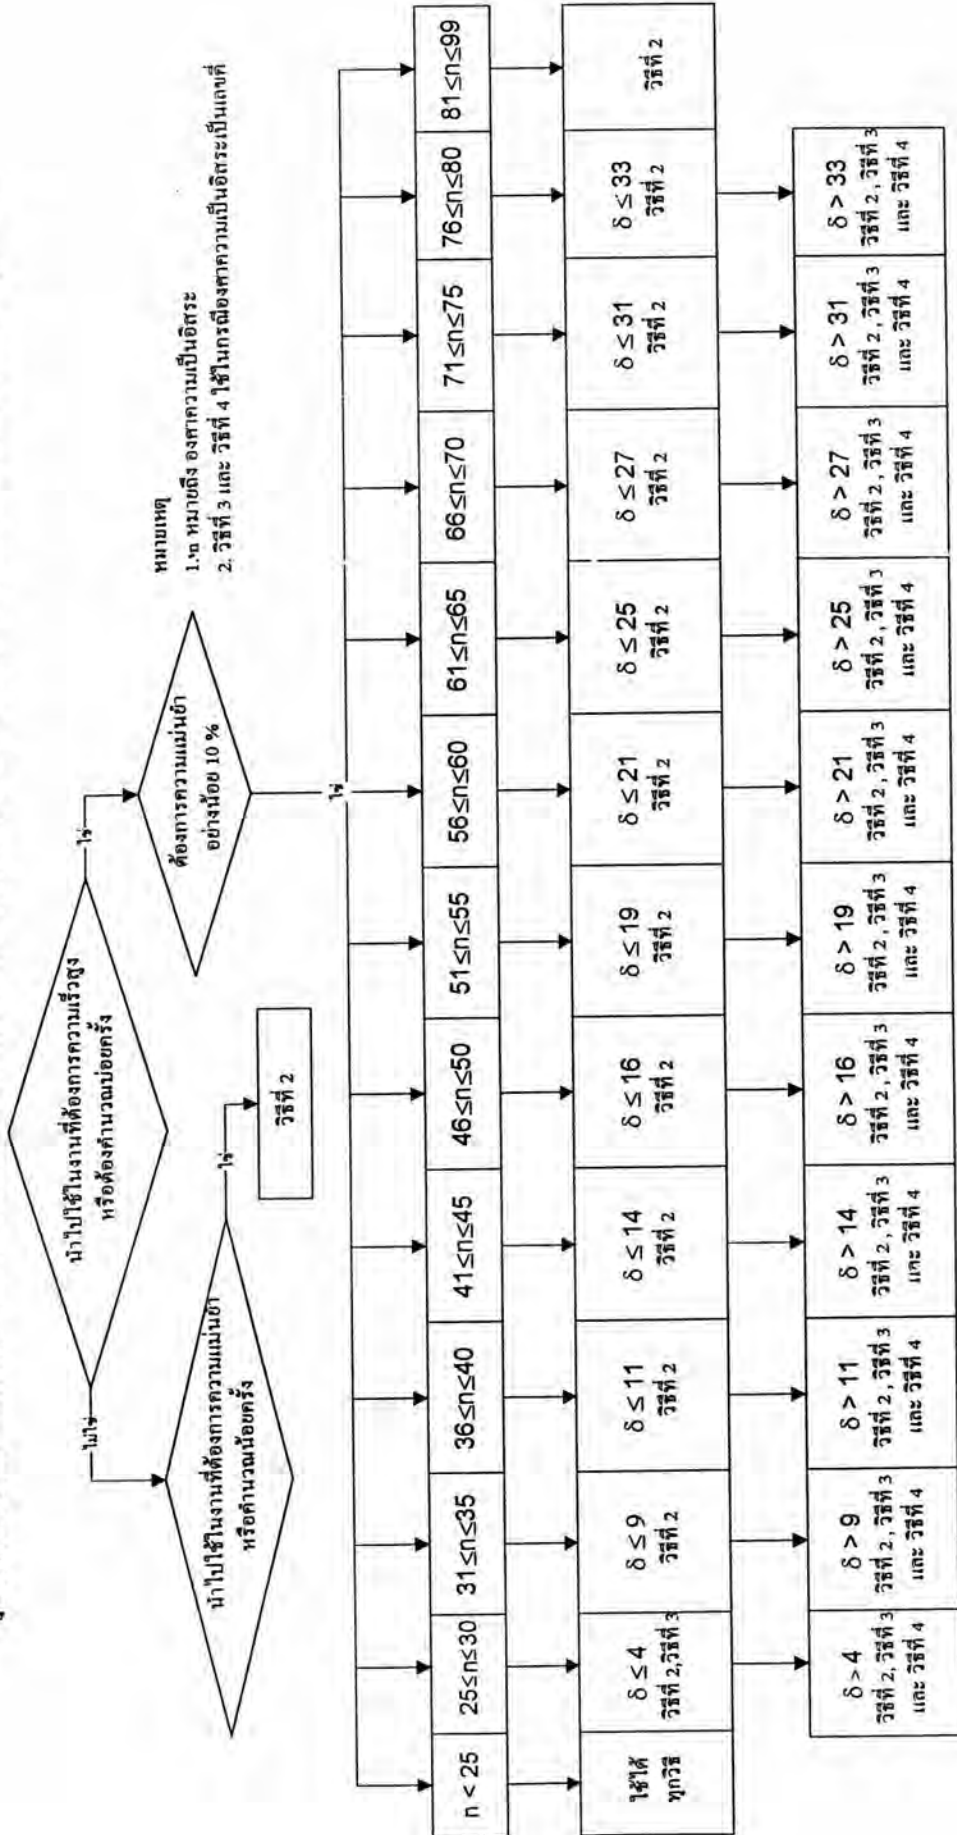 นำไปใช้ในงานที่ต้องการความเร็วสูง
หรือต้องคำนวณบ่อยครั้ง
ไม่ใช่
ใช่
นำไปใช้ในงานที่ต้องการความแม่นยำ
หรือคำนวณน้อยครั้ง
ใช่
วิธีที่ 2
ต้องการความแม่นยำ
อย่างน้อย 10 %
ใช่
หมายเหตุ
หมายถึง องศาความเป็นอิสระ
2. วิธีที่ 3 และ วิธีที่ 4 ใช้ในกรณีองศาความเป็นอิสระเป็นเลขที่
n < 25
25≤n≤30
31≤n≤35
36≤n≤40
41≤n≤45
46≤n≤50
51≤n≤55
56≤n≤60
61≤n≤65
66≤n≤70
71≤n≤75
76≤n≤80
81≤n≤99
ใช้ได้
ทุกวิธี
δ ≤ 4
วิธีที่ 2,วิธีที่ 3
δ ≤ 9
วิธีที่ 2
δ ≤ 11
วิธีที่ 2
δ ≤ 14
วิธีที่ 2
δ ≤ 16
วิธีที่ 2
δ ≤ 19
วิธีที่ 2
δ ≤ 21
วิธีที่ 2
δ ≤ 25
วิธีที่ 2
δ ≤ 27
วิธีที่ 2
δ ≤ 31
วิธีที่ 2
δ ≤ 33
วิธีที่ 2
วิธีที่ 2
δ > 4
วิธีที่ 2, วิธีที่ 3
และ วิธีที่ 4
δ > 9
วิธีที่ 2, วิธีที่ 3
และ วิธีที่ 4
δ > 11
วิธีที่ 2 , วิธีที่ 3
และ วิธีที่ 4
δ > 14
วิธีที่ 2 , วิธีที่ 3
และ วิธีที่ 4
δ > 16
วิธีที่ 2 , วิธีที่ 3
และ วิธีที่ 4
δ > 19
วิธีที่ 2 , วิธีที่ 3
และ วิธีที่ 4
δ > 21
วิธีที่ 2 , วิธีที่ 3
และ วิธีที่ 4
δ > 25
วิธีที่ 2 , วิธีที่ 3
และ วิธีที่ 4
δ > 27
วิธีที่ 2 , วิธีที่ 3
และ วิธีที่ 4
δ > 31
วิธีที่ 2 , วิธีที่ 3
และ วิธีที่ 4
δ > 33
วิธีที่ 2 , วิธีที่ 3
และ วิธีที่ 4